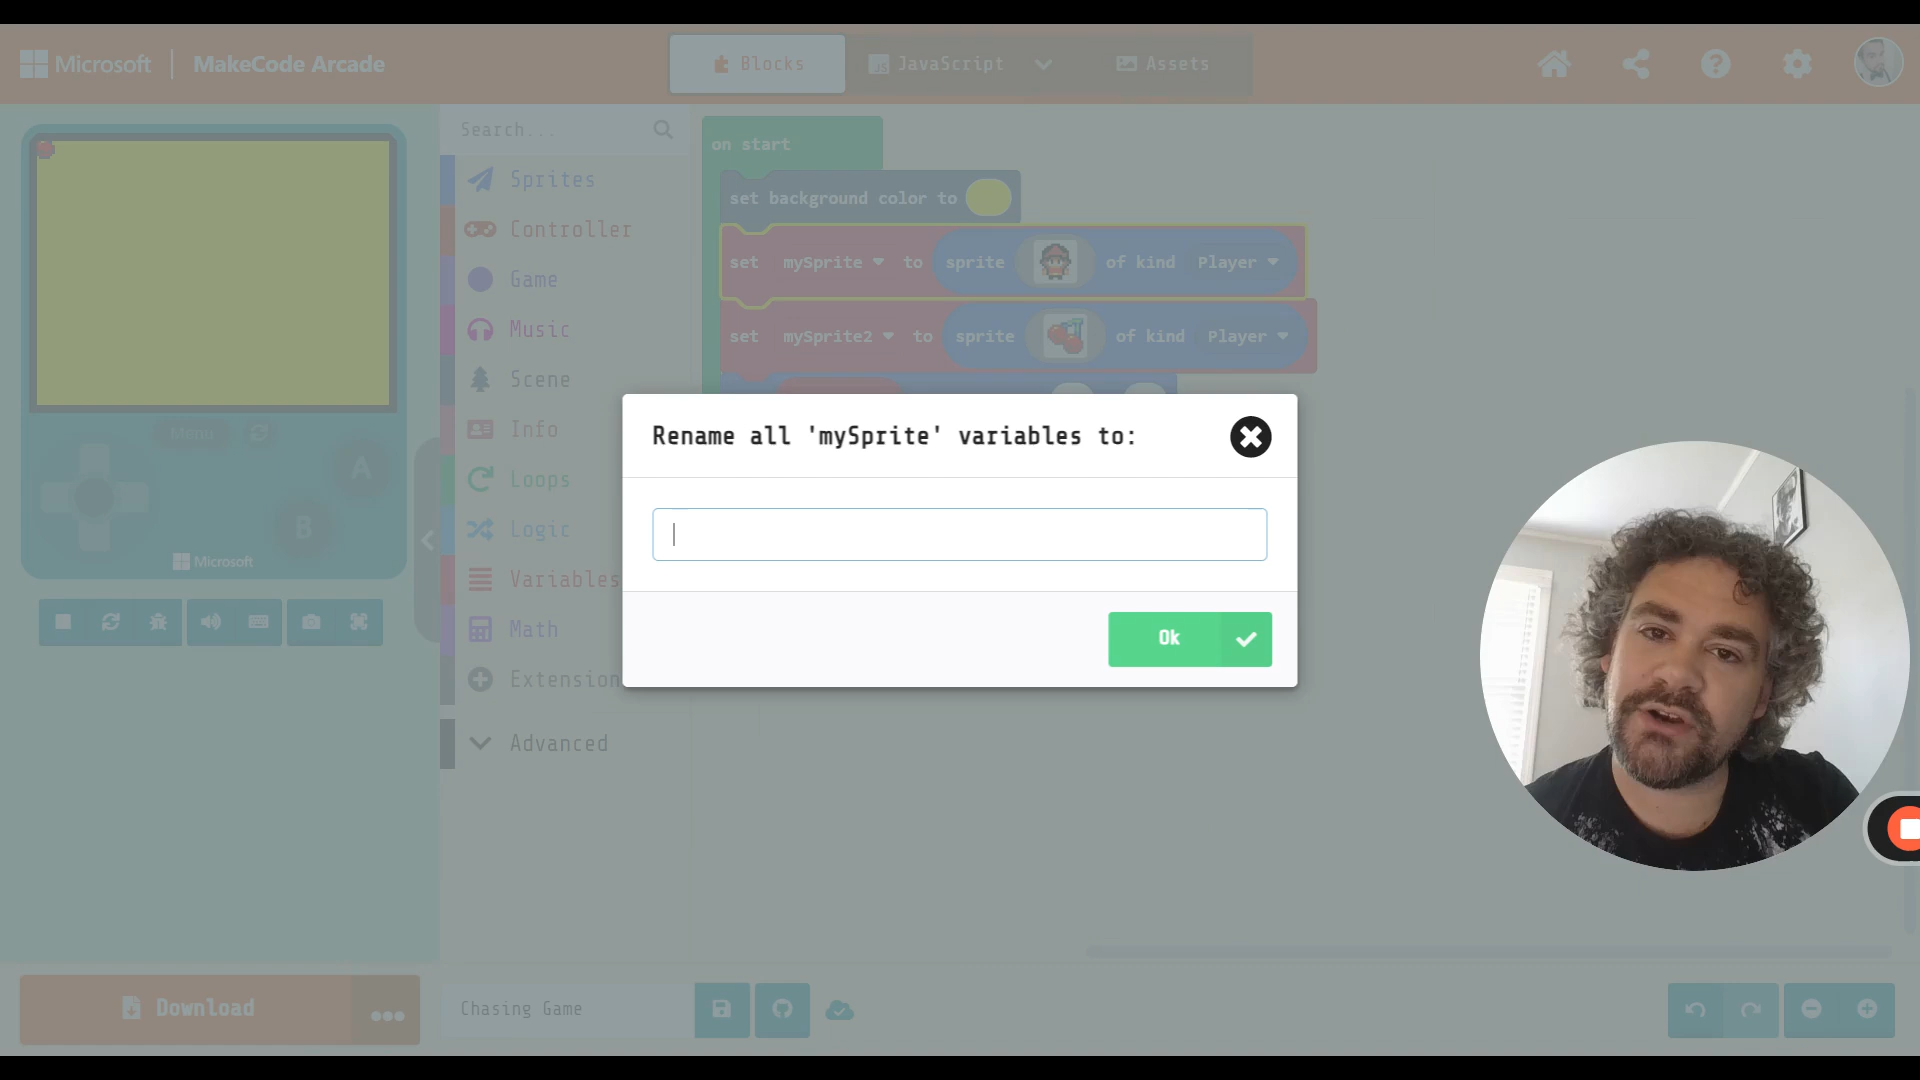 Microsoft | MakeCode Arcade
Blocks
JavaScript
Assets
Search...
Sprites
Controller
Game
Music
Scene
Info
Loops
Logic
Variables
Math
Extension
Advanced
on start
set background color to
set mySprite to sprite of kind Player
set mySprite2 to sprite of kind Player
Rename all 'mySprite' variables to:
Ok
Menu
A
B
Microsoft
Download
Chasing Game